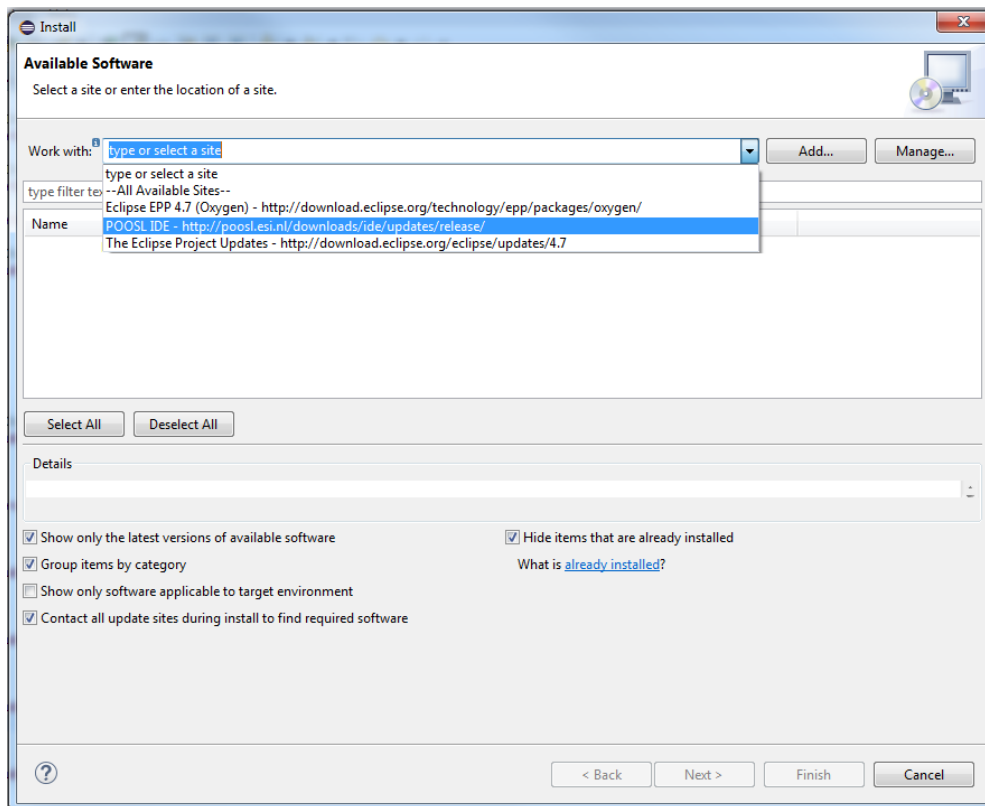 Install
Available Software
Select a site or enter the location of a site.
Work with: type or select a site Add... Manage...
type or select a site
type filter te
--All Available Sites--
Eclipse EPP 4.7 (Oxygen) - http://download.eclipse.org/technology/epp/packages/oxygen/
Name
POOSL IDE - http://poosl.esi.nl/downloads/ide/updates/release/
The Eclipse Project Updates - http://download.eclipse.org/eclipse/updates/4.7
Select All Deselect All
Details
Show only the latest versions of available software Hide items that are already installed
Group items by category What is already installed?
Show only software applicable to target environment
Contact all update sites during install to find required software
? < Back Next > Finish Cancel